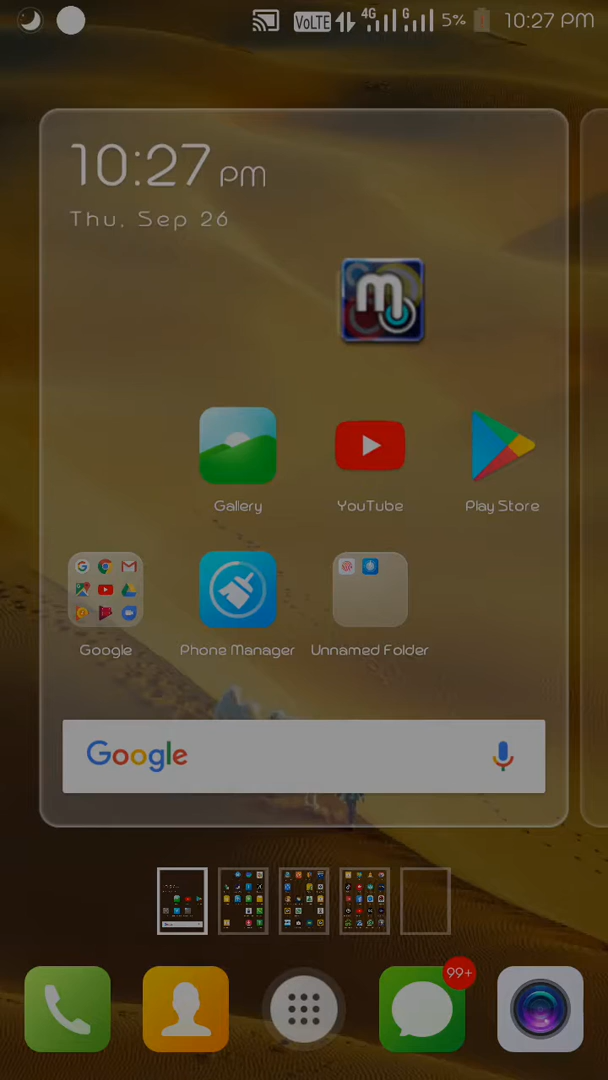 VoLTE 4G G 5% 10:27 PM
10:27 PM
Thu, Sep 26
m
Gallery YouTube Play Store
Google Phone Manager Unnamed Folder
Google
99+